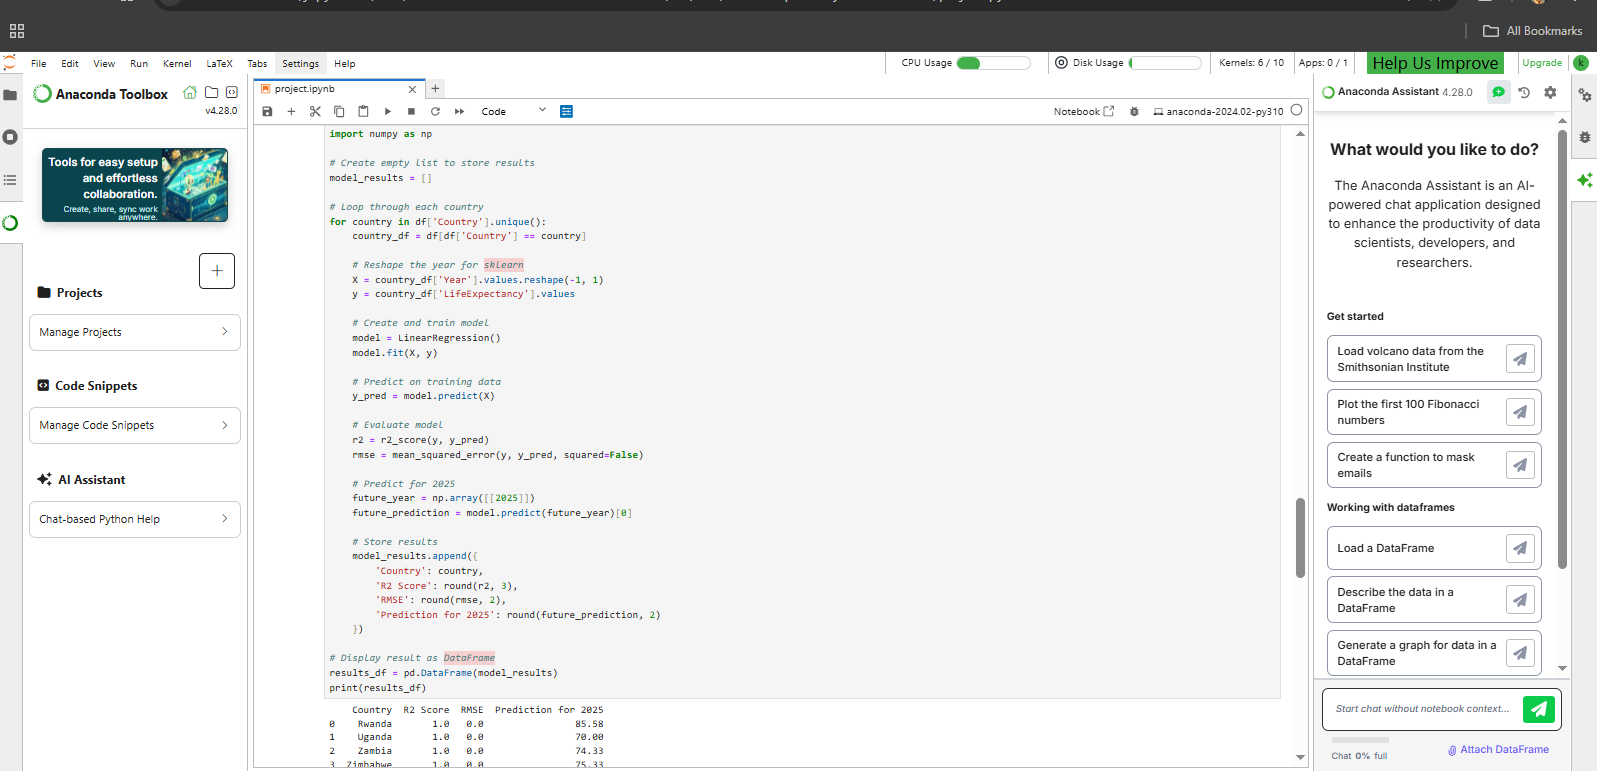 All Bookmarks
File Edit View Run Kernel LaTeX Tabs Settings Help
CPU Usage Disk Usage Kernels: 6 / 10 Apps: 0 / 1 Help Us Improve Upgrade K
Anaconda Toolbox
v4.28.0
Tools for easy setup
and effortless
collaboration.
Create, share, sync work
anywhere.
+
Projects
Manage Projects
Code Snippets
Manage Code Snippets
AI Assistant
Chat-based Python Help
project.ipynb
Code
Notebook anaconda-2024.02-py310
import numpy as np
# Create empty list to store results
model_results = []
# Loop through each country
for country in df['Country'].unique():
    country_df = df[df['Country'] == country]
    # Reshape the year for sklearn
    X = country_df['Year'].values.reshape(-1, 1)
    y = country_df['LifeExpectancy'].values
    # Create and train model
    model = LinearRegression()
    model.fit(X, y)
    # Predict on training data
    y_pred = model.predict(X)
    # Evaluate model
    r2 = r2_score(y, y_pred)
    rmse = mean_squared_error(y, y_pred, squared=False)
    # Predict for 2025
    future_year = np.array([[2025]])
    future_prediction = model.predict(future_year)[0]
    # Store results
    model_results.append({
        'Country': country,
        'R2 Score': round(r2, 3),
        'RMSE': round(rmse, 2),
        'Prediction for 2025': round(future_prediction, 2)
    })
# Display result as DataFrame
results_df = pd.DataFrame(model_results)
print(results_df)
Country R2 Score RMSE Prediction for 2025
0 Rwanda 1.0 0.0 85.58
1 Uganda 1.0 0.0 70.00
2 Zambia 1.0 0.0 74.33
3 Zimbabwe 1.0 0.0 75.33
Anaconda Assistant 4.28.0
What would you like to do?
The Anaconda Assistant is an AI-
powered chat application designed
to enhance the productivity of data
scientists, developers, and
researchers.
Get started
Load volcano data from the
Smithsonian Institute
Plot the first 100 Fibonacci
numbers
Create a function to mask
emails
Working with dataframes
Load a DataFrame
Describe the data in a
DataFrame
Generate a graph for data in a
DataFrame
Start chat without notebook context...
Chat 0% full
Attach DataFrame